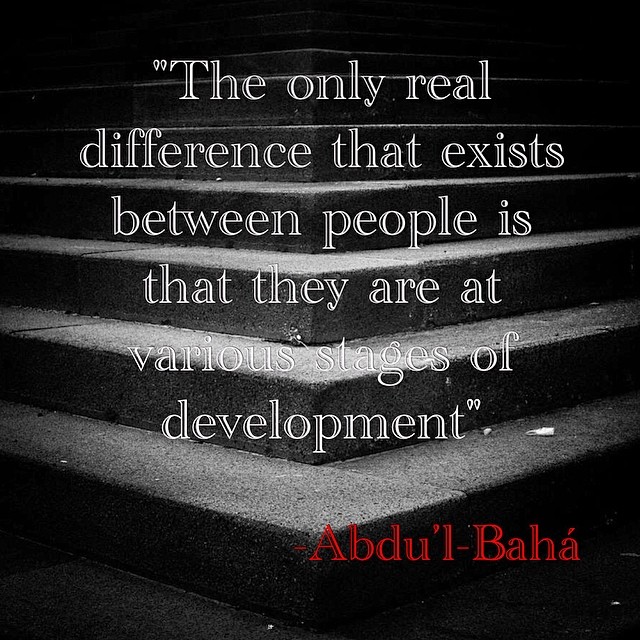 "The only real
difference that exists
between people is
that they are at
various stages of
development"
-Abdu'l-Bahá